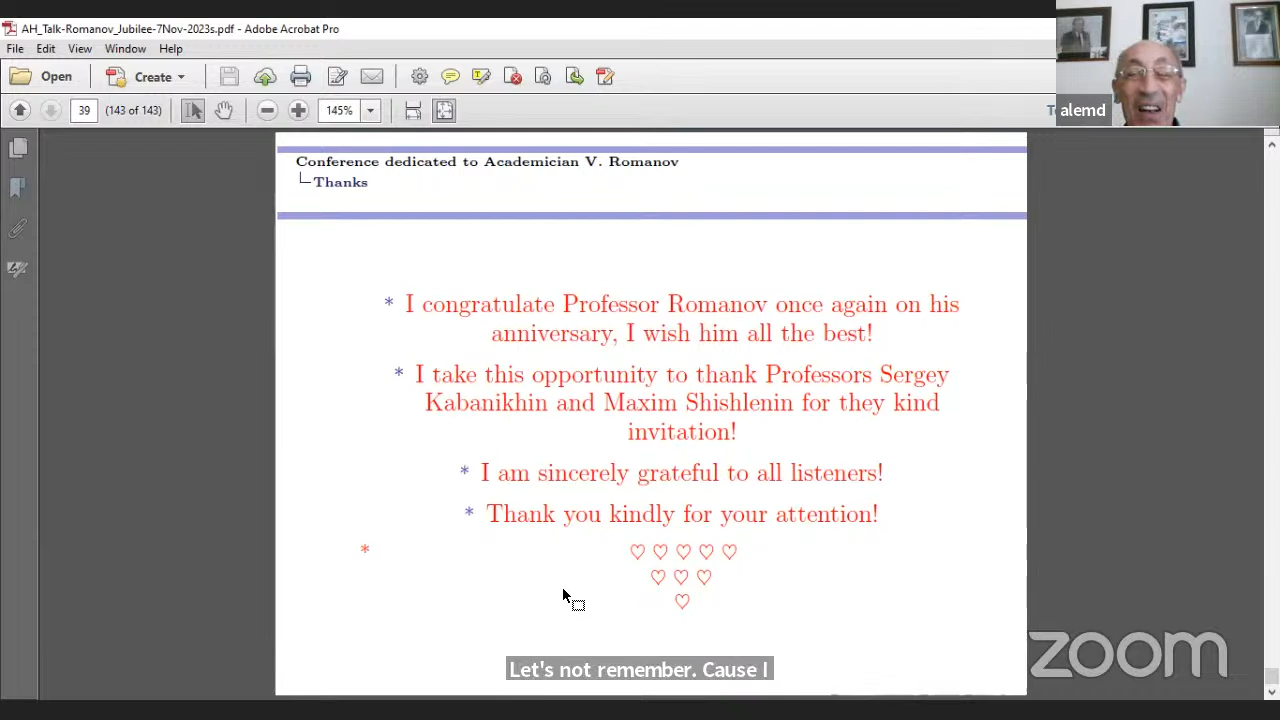 AH_Talk-Romanov_Jubilee-7Nov-2023s.pdf - Adobe Acrobat Pro
File Edit View Window Help
Open Create
39 (143 of 143) 145%
alemd
Conference dedicated to Academician V. Romanov
Thanks
* I congratulate Professor Romanov once again on his
anniversary, I wish him all the best!
* I take this opportunity to thank Professors Sergey
Kabanikhin and Maxim Shishlenin for they kind
invitation!
* I am sincerely grateful to all listeners!
* Thank you kindly for your attention!
* ♡ ♡ ♡ ♡ ♡
♡ ♡ ♡
♡
Let's not remember. Cause I
zoom